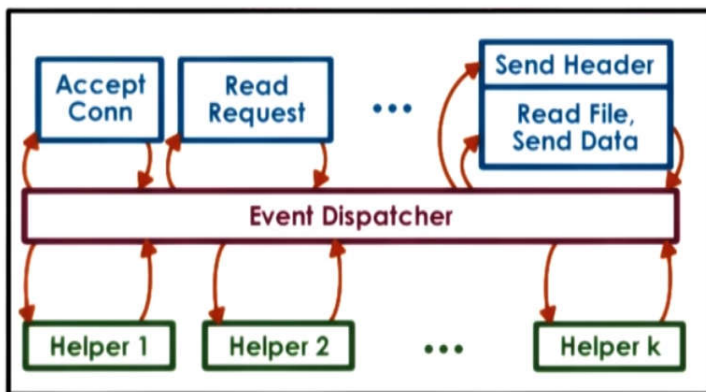 Accept
Conn
Read
Request
...
Send Header
Read File,
Send Data
Event Dispatcher
Helper 1
Helper 2
...
Helper k